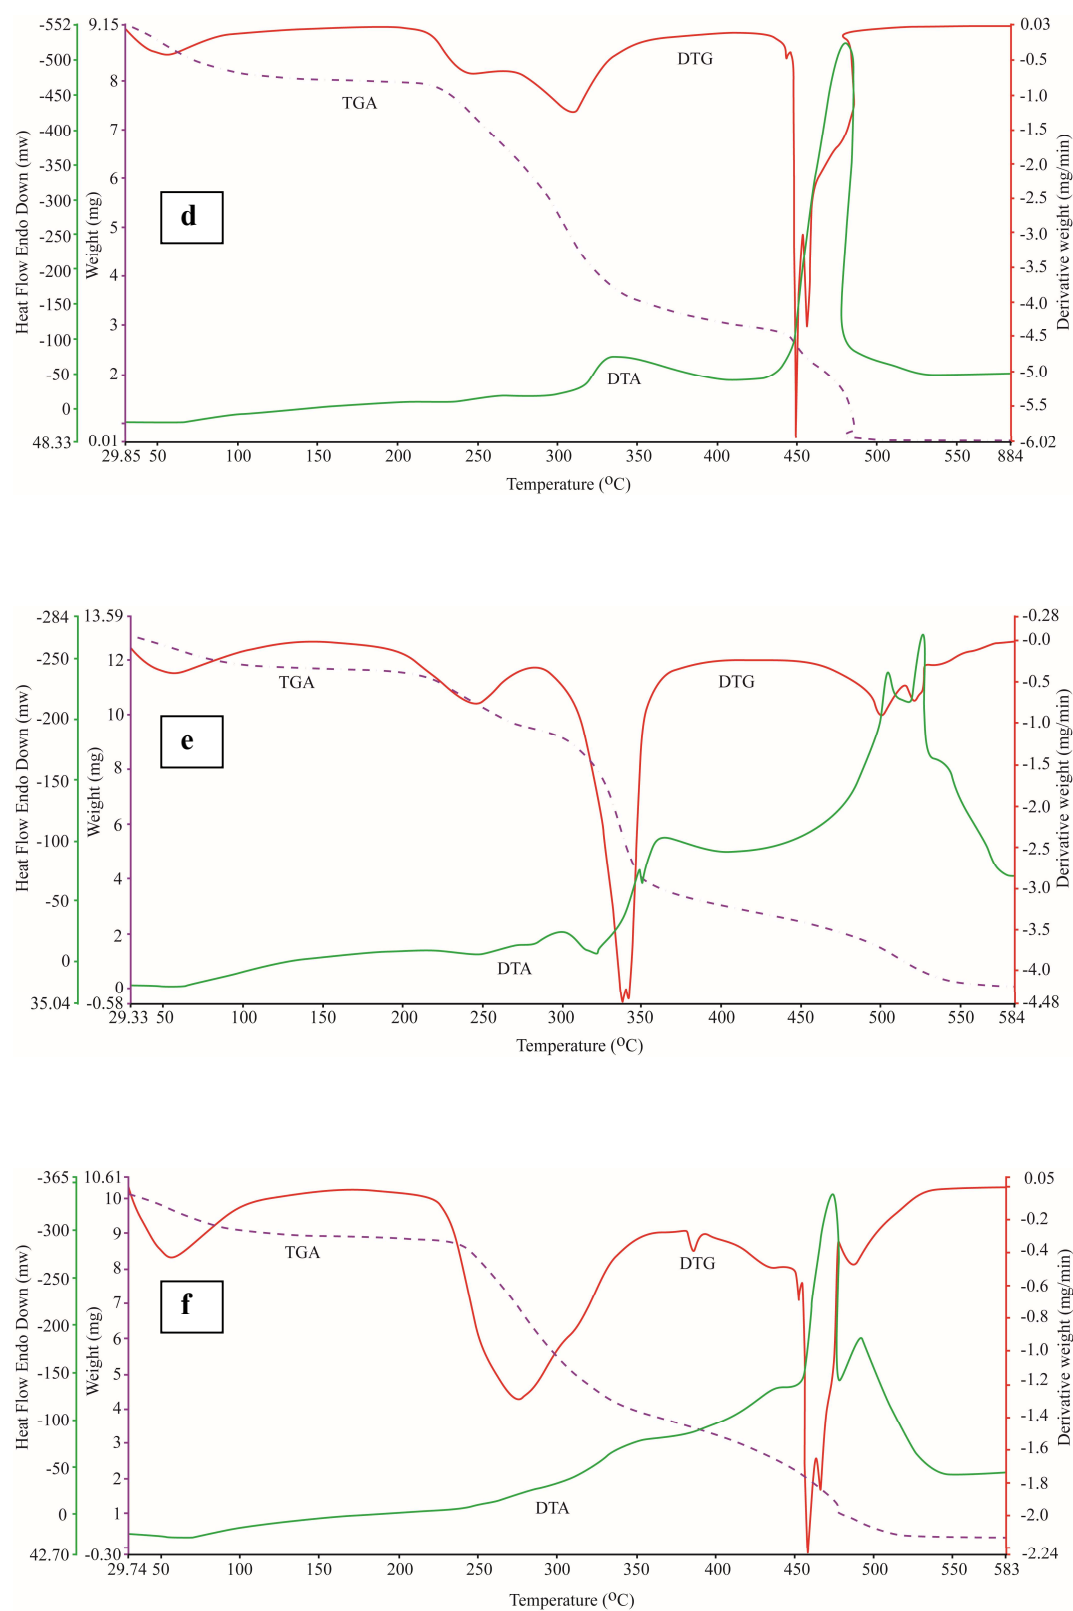 -552 9.15 0.03
-500 -0.5
8
-450 -1.0
-400 7 -1.5
-350 -2.0
6
-300 -2.5
-250 5 -3.0
-200 4 -3.5
-150 -4.0
3
-100 -4.5
-50 2 -5.0
0 -5.5
48.33 0.01 -6.02
Heat Flow Endo Down (mw)
Weight (mg)
Derivative weight (mg/min)
DTG
TGA
d
DTA
29.85 50 100 150 200 250 300 350 400 450 500 550 884
Temperature (OC)
-284 13.59 -0.28
-0.0
-250 12 -0.5
-200 10 -1.0
8 -1.5
-150 -2.0
6
-100 -2.5
4 -3.0
-50
2 -3.5
0 -4.0
0
35.04 -0.58 -4.48
Heat Flow Endo Down (mw)
Weight (mg)
Derivative weight (mg/min)
TGA
DTG
e
DTA
29.33 50 100 150 200 250 300 350 400 450 500 550 584
Temperature (OC)
-365 10.61 0.05
10
-300 9 -0.2
-0.4
8
-250 -0.6
7
-200 -0.8
6 -1.0
-150 5 -1.2
-100 4 -1.4
3 -1.6
-50 2 -1.8
0 1 -2.0
42.70 -0.30 -2.24
Heat Flow Endo Down (mw)
Weight (mg)
Derivative weight (mg/min)
TGA
DTG
f
DTA
29.74 50 100 150 200 250 300 350 400 450 500 550 583
Temperature (OC)